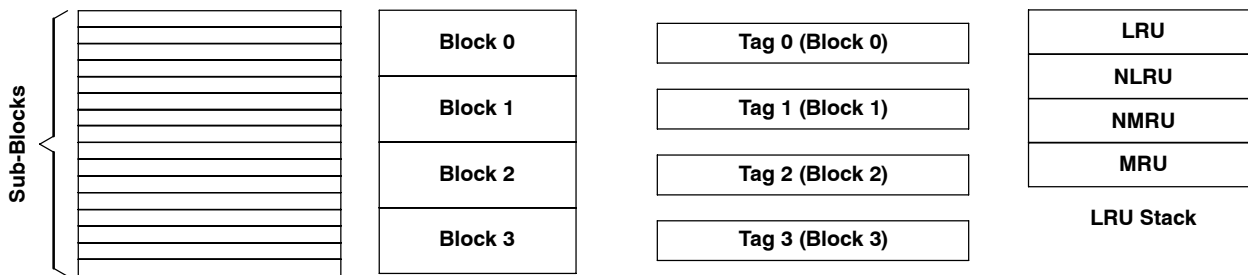 Sub-Blocks
Block 0
Block 1
Block 2
Block 3
Tag 0 (Block 0)
Tag 1 (Block 1)
Tag 2 (Block 2)
Tag 3 (Block 3)
LRU
NLRU
NMRU
MRU
LRU Stack